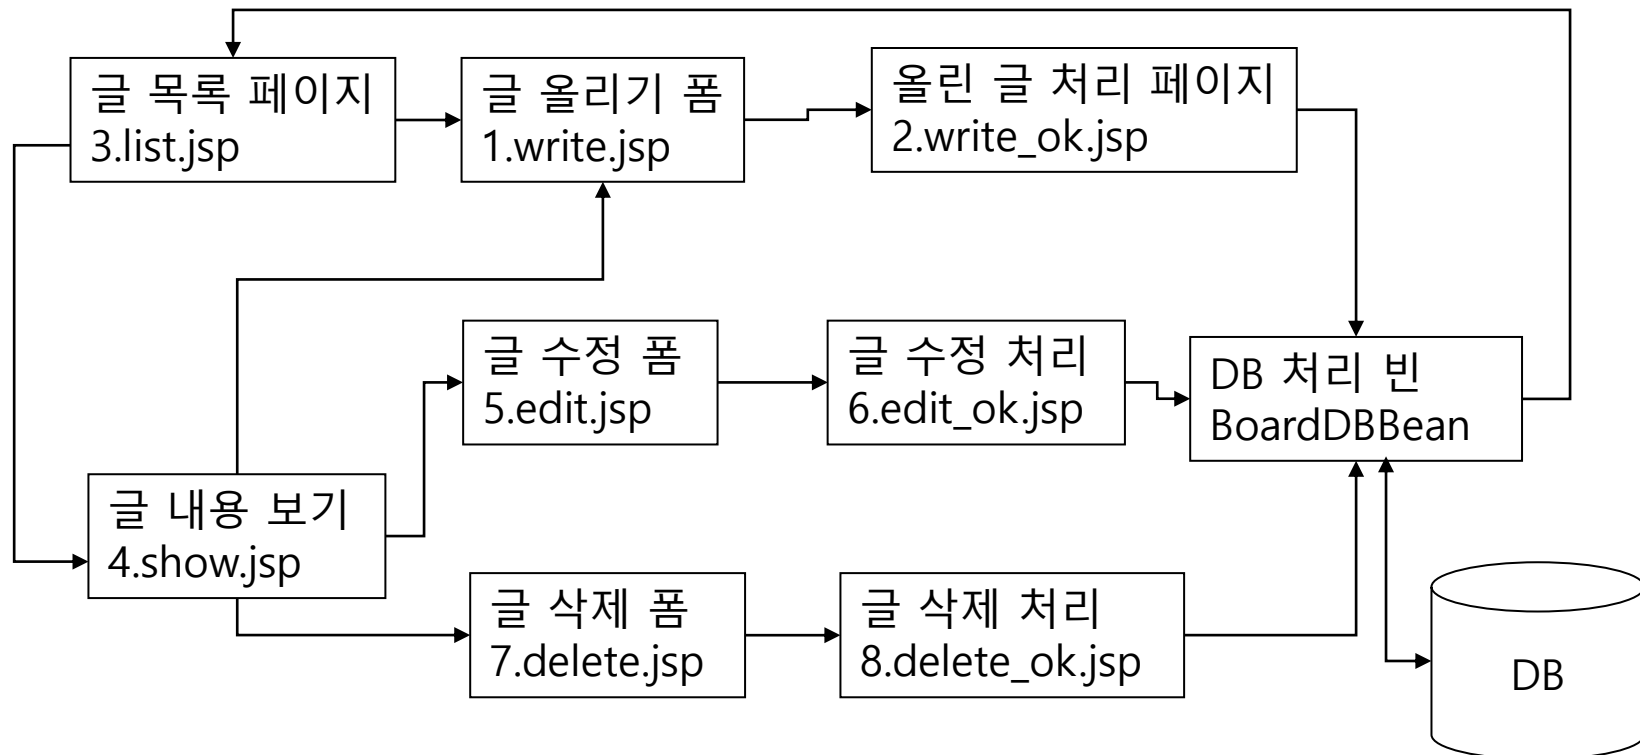 글 목록 페이지
3.list.jsp
글 올리기 폼
1.write.jsp
올린 글 처리 페이지
2.write_ok.jsp
글 수정 폼
5.edit.jsp
글 수정 처리
6.edit_ok.jsp
DB 처리 빈
BoardDBBean
글 내용 보기
4.show.jsp
글 삭제 폼
7.delete.jsp
글 삭제 처리
8.delete_ok.jsp
DB